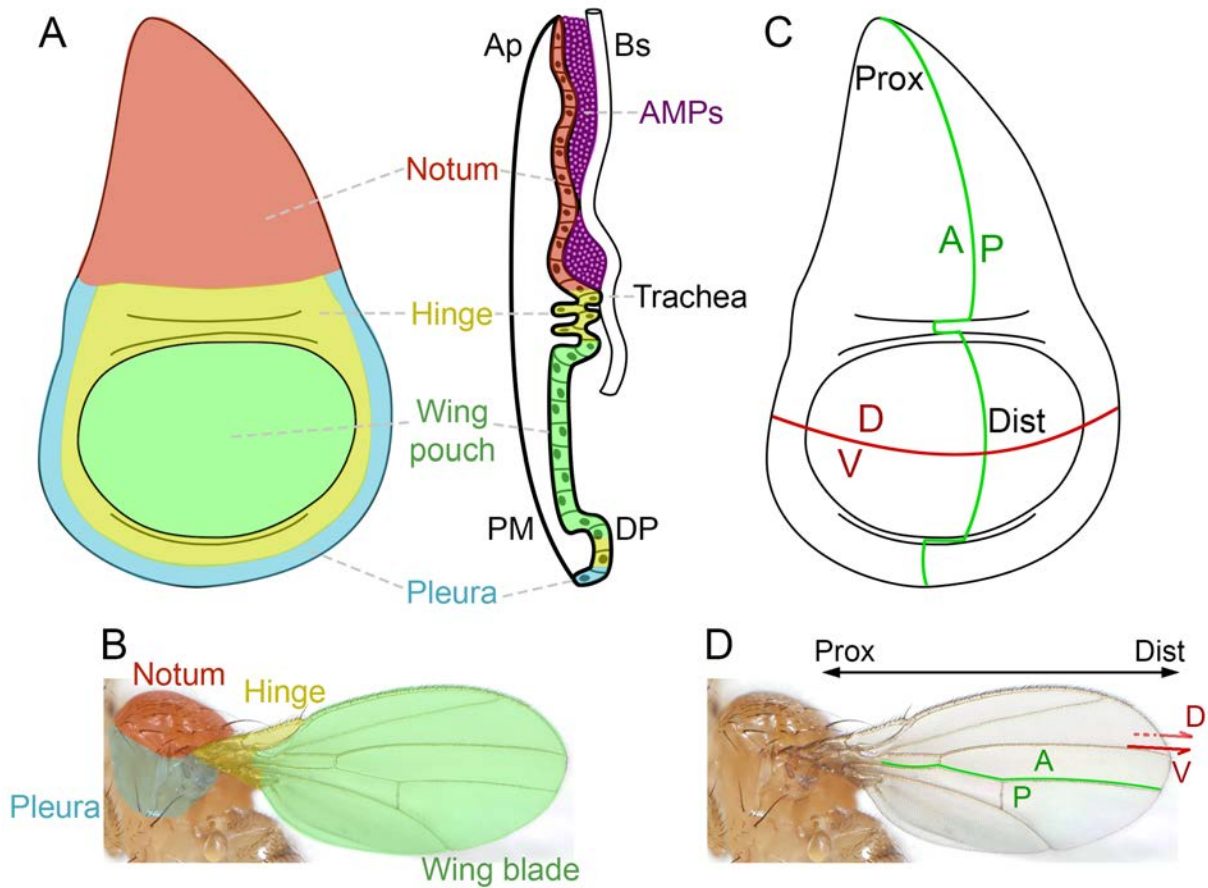 A
Ap
Bs
C
AMPs
Prox
Notum
A
P
Trachea
Hinge
D
Dist
V
Wing
pouch
PM
DP
Pleura
B
Notum
Hinge
Pleura
Wing blade
D
Prox
Dist
D
V
A
P